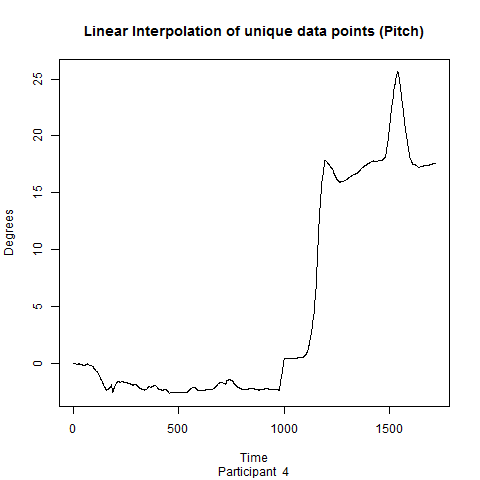 Linear Interpolation of unique data points (Pitch)
25
20
15
10
5
0
Degrees
0 500 1000 1500
Time
Participant 4